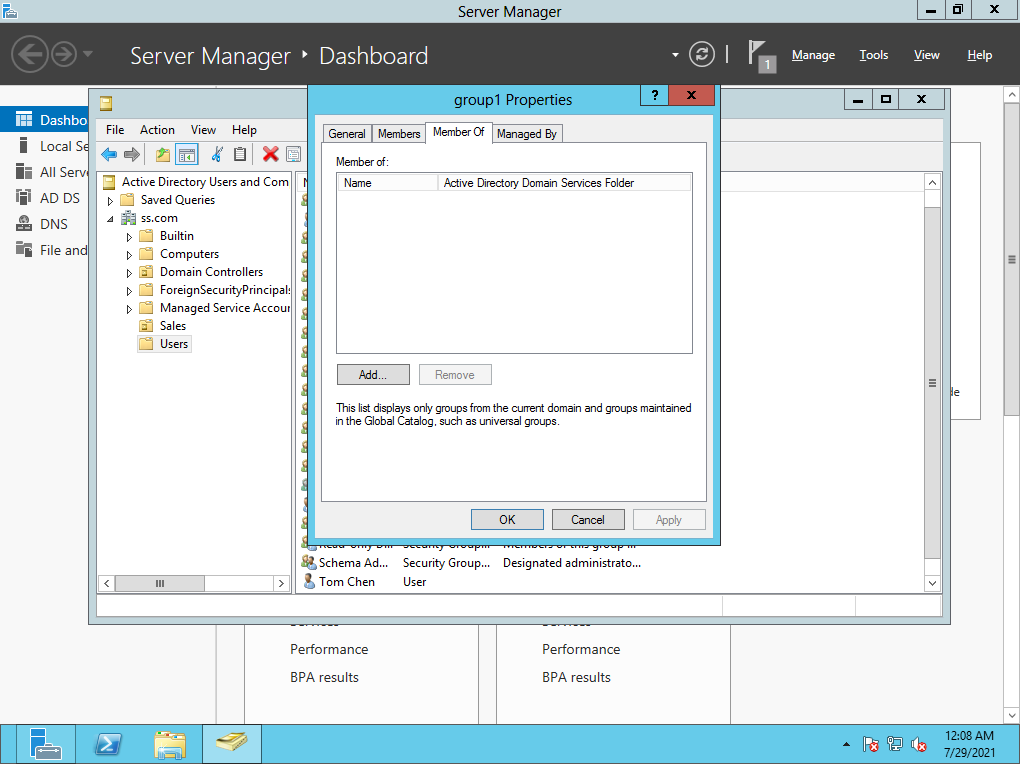 Server Manager
Server Manager ‣ Dashboard
1
Manage Tools View Help
group1 Properties
?
File Action View Help
Dashbo
Local Se
All Serv
AD DS
DNS
File and
Active Directory Users and Com
Saved Queries
ss.com
Builtin
Computers
Domain Controllers
ForeignSecurityPrincipals
Managed Service Accour
Sales
Users
General Members Member Of Managed By
Member of:
Name Active Directory Domain Services Folder
Add... Remove
This list displays only groups from the current domain and groups maintained
in the Global Catalog, such as universal groups.
OK Cancel Apply
Schema Ad... Security Group... Designated administrato...
Tom Chen User
Performance Performance
BPA results BPA results
12:08 AM
7/29/2021